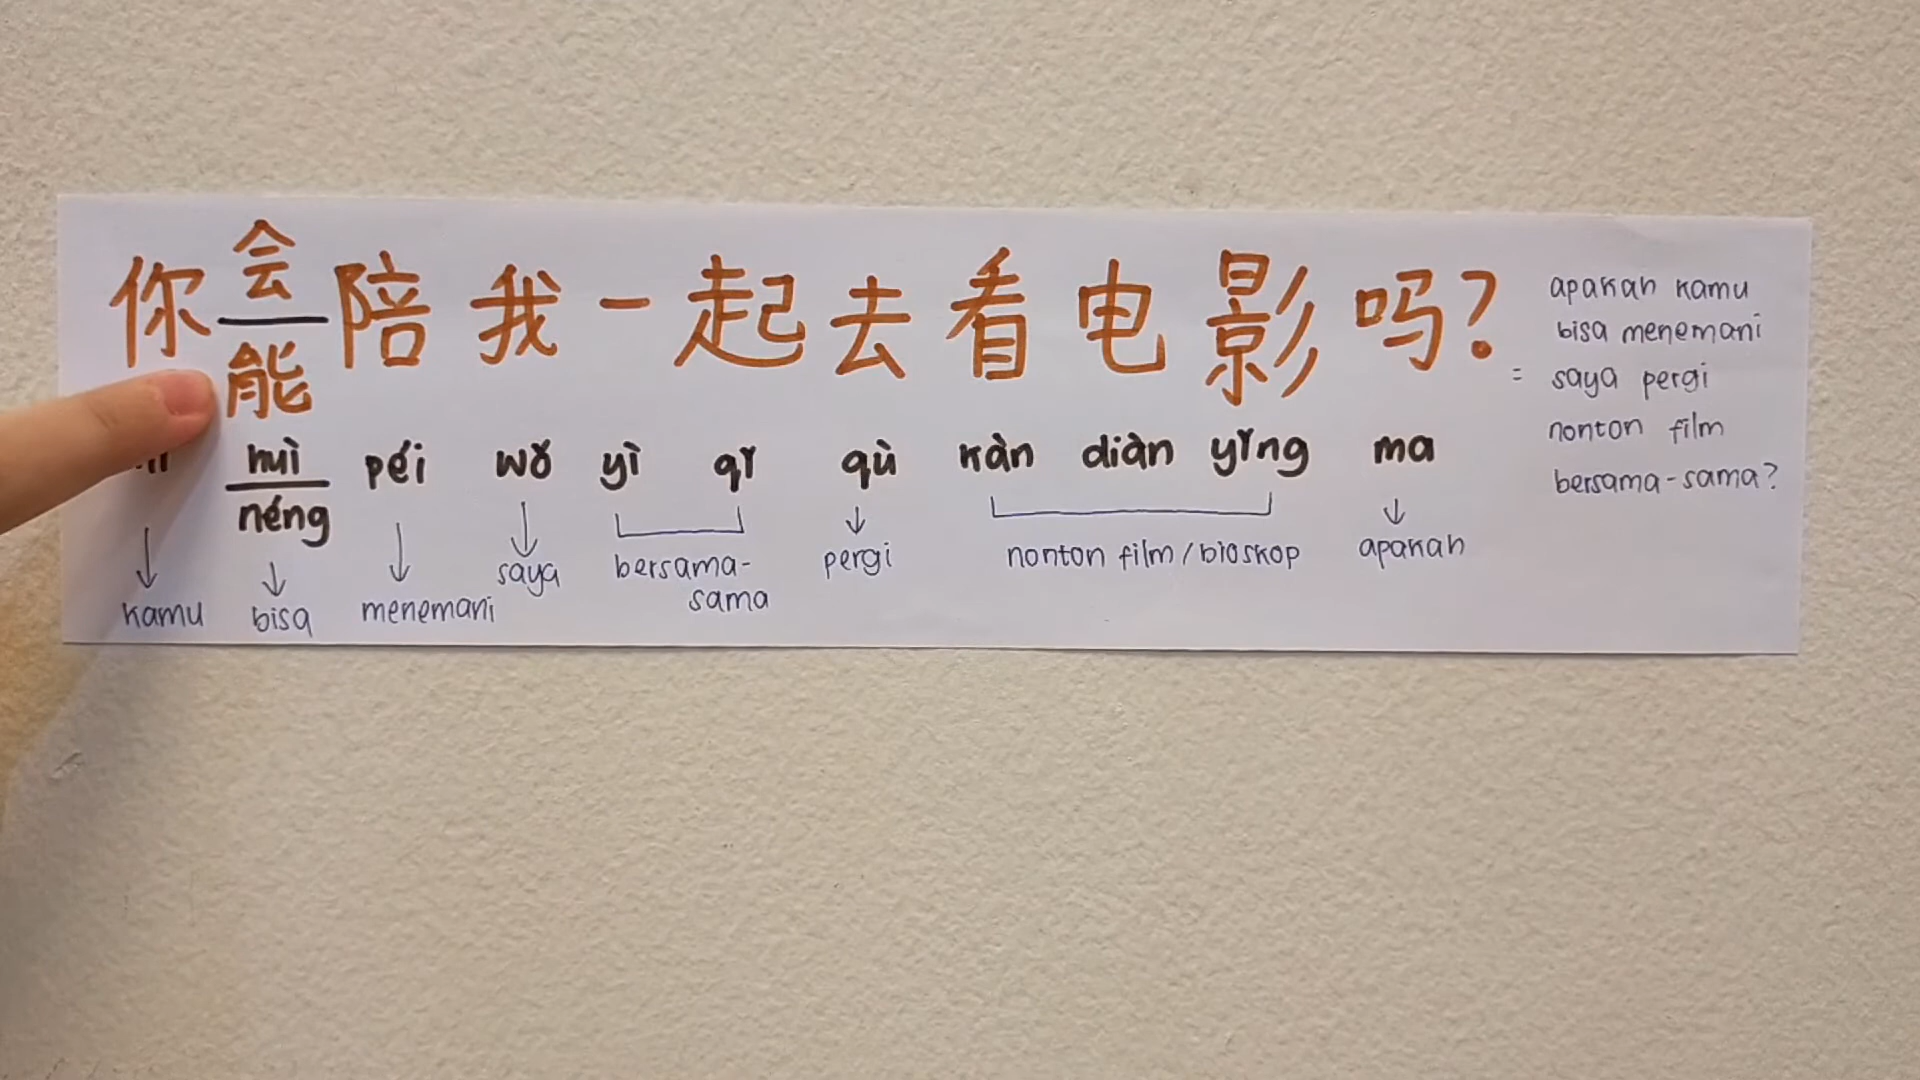 你会/能陪我一起去看电影吗?
huì/néng péi wǒ yì qǐ qù kàn diàn yǐng ma
kamu bisa menemani saya bersama-sama pergi nonton film/bioskop apakah
= apakah kamu
bisa menemani
saya pergi
nonton film
bersama-sama?